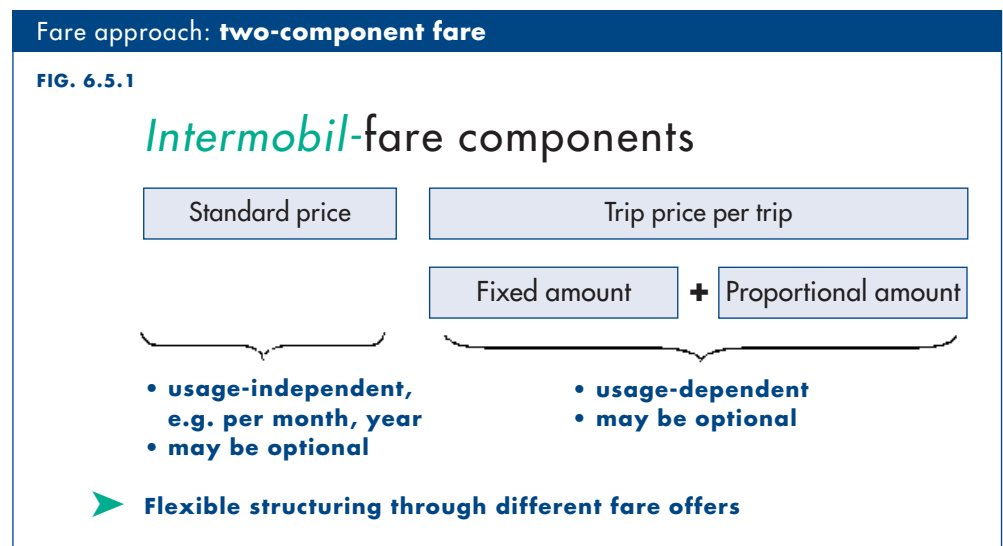 Fare approach: two-component fare
FIG. 6.5.1
Intermobil-fare components
Standard price
Trip price per trip
Fixed amount + Proportional amount
• usage-independent,
e.g. per month, year
• may be optional
• usage-dependent
• may be optional
➤ Flexible structuring through different fare offers